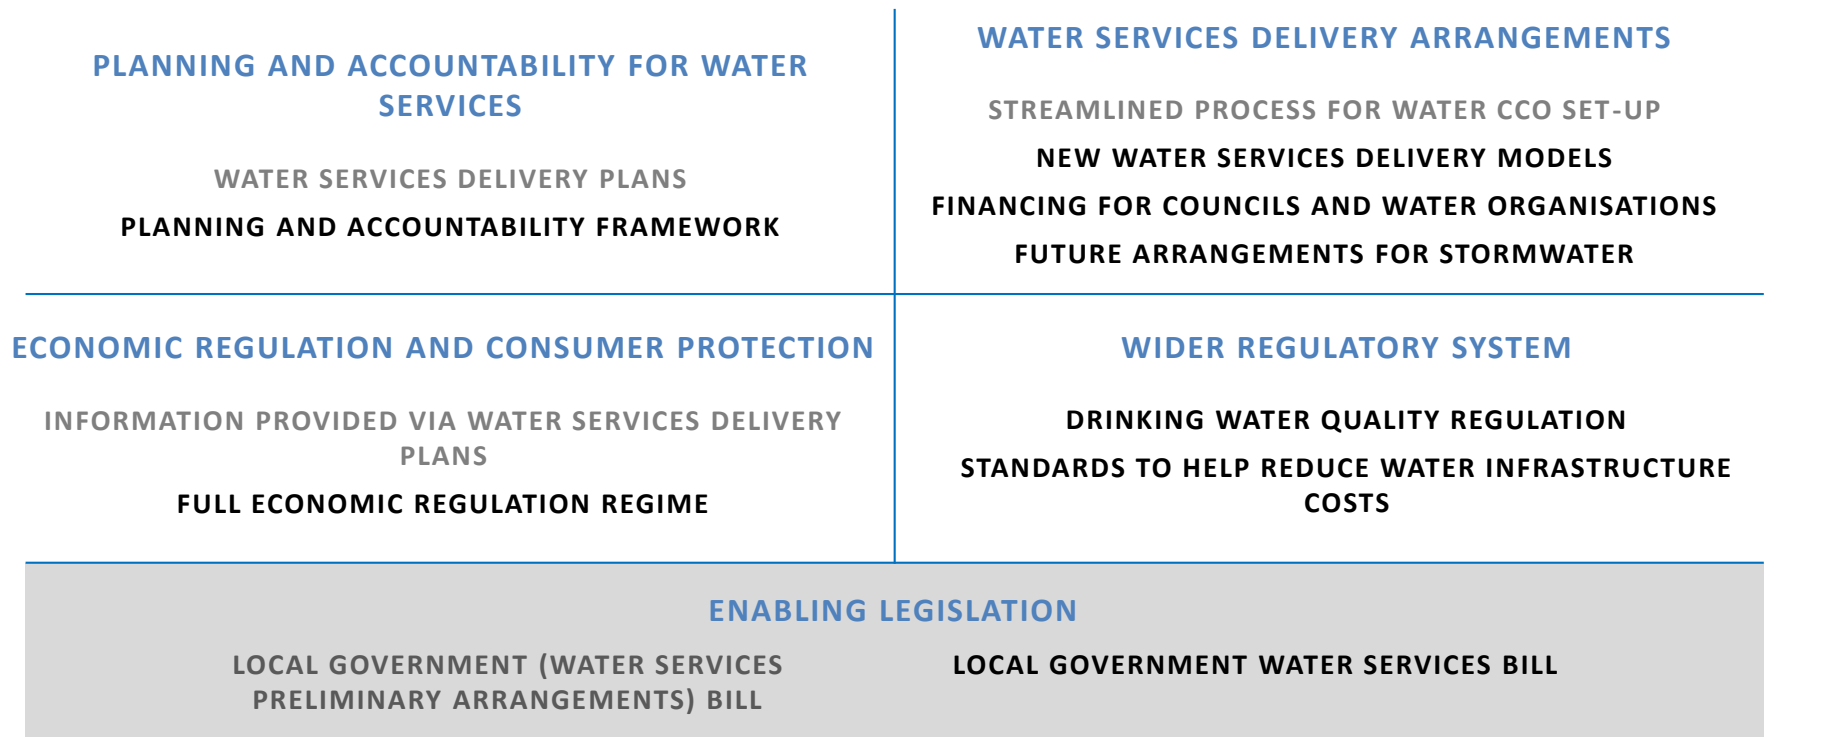 PLANNING AND ACCOUNTABILITY FOR WATER
SERVICES
WATER SERVICES DELIVERY PLANS
PLANNING AND ACCOUNTABILITY FRAMEWORK
WATER SERVICES DELIVERY ARRANGEMENTS
STREAMLINED PROCESS FOR WATER CCO SET-UP
NEW WATER SERVICES DELIVERY MODELS
FINANCING FOR COUNCILS AND WATER ORGANISATIONS
FUTURE ARRANGEMENTS FOR STORMWATER
ECONOMIC REGULATION AND CONSUMER PROTECTION
INFORMATION PROVIDED VIA WATER SERVICES DELIVERY
PLANS
FULL ECONOMIC REGULATION REGIME
WIDER REGULATORY SYSTEM
DRINKING WATER QUALITY REGULATION
STANDARDS TO HELP REDUCE WATER INFRASTRUCTURE
COSTS
ENABLING LEGISLATION
LOCAL GOVERNMENT (WATER SERVICES
PRELIMINARY ARRANGEMENTS) BILL
LOCAL GOVERNMENT WATER SERVICES BILL